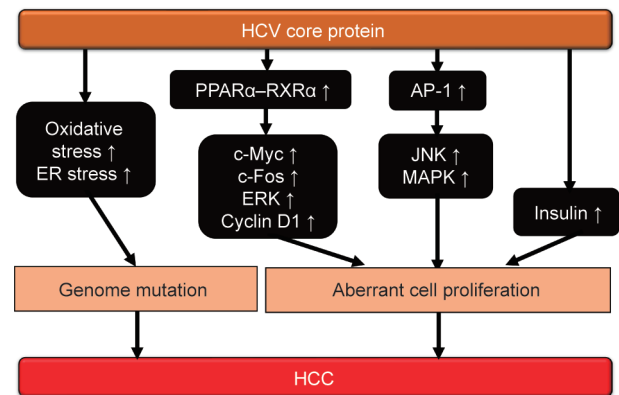 HCV core protein
PPARα–RXRα ↑
AP-1 ↑
Oxidative
stress ↑
ER stress ↑
c-Myc ↑
c-Fos ↑
ERK ↑
Cyclin D1 ↑
JNK ↑
MAPK ↑
Insulin ↑
Genome mutation
Aberrant cell proliferation
HCC